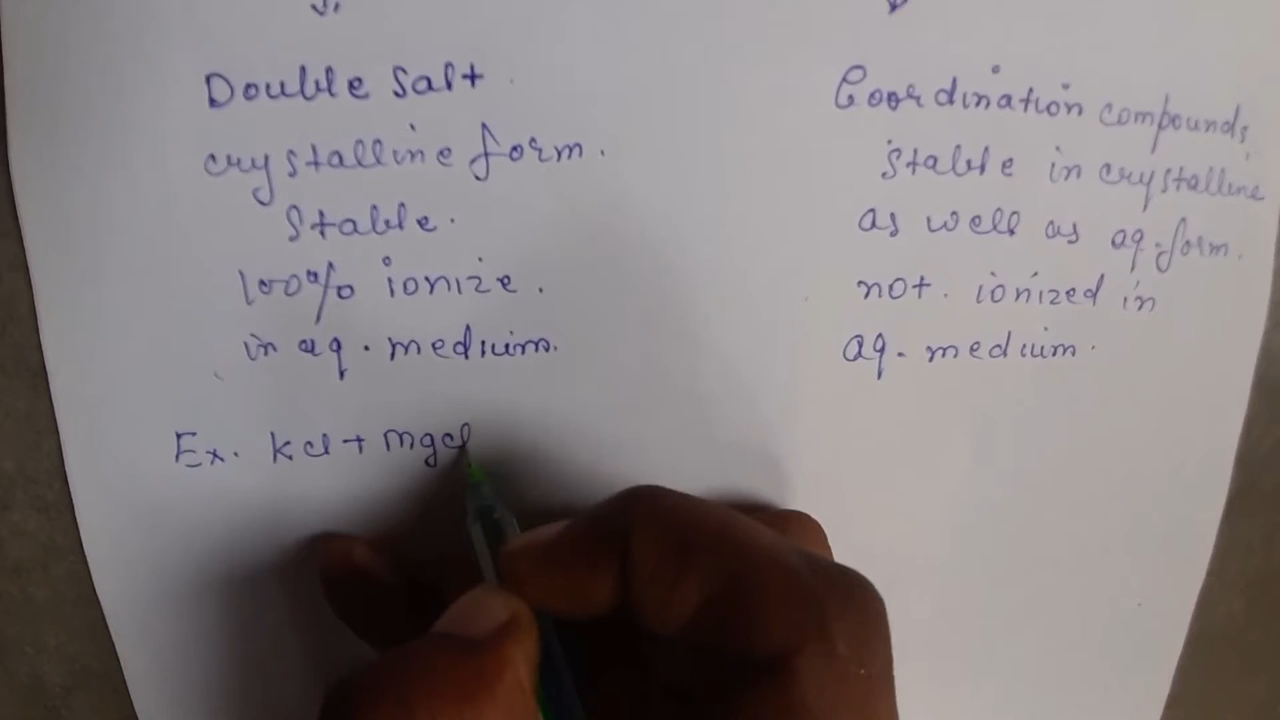 Double Salt
crystalline form.
Stable.
100% ionize.
in aq. medium.
Ex. KCl + MgCl
Coordination compounds,
Stable in crystalline
as well as aq. form.
not. ionized in
aq. medium.